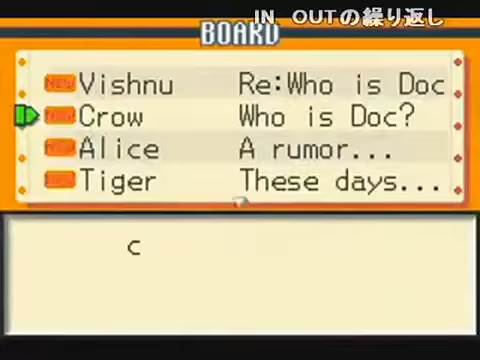 IN OUTの繰り返し
BOARD
NEW Vishnu Re:Who is Doc
NEW Crow Who is Doc?
NEW Alice A rumor...
NEW Tiger These days...
c